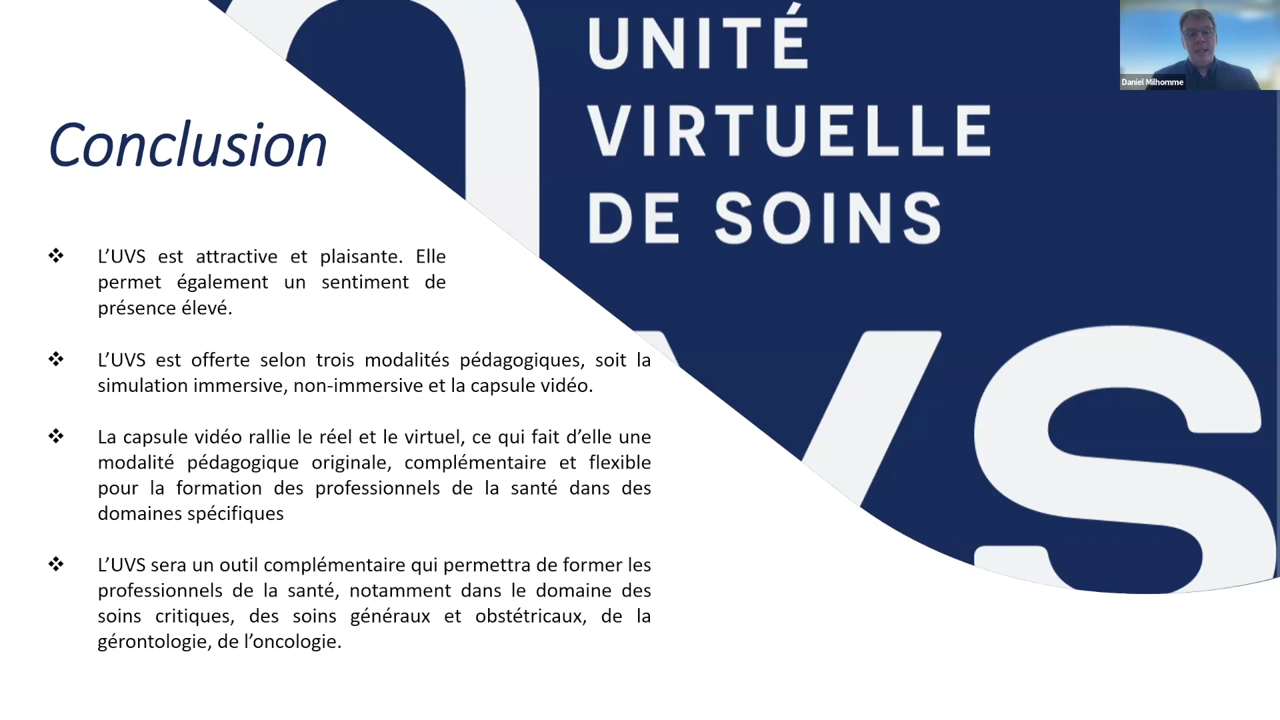 UNITÉ
VIRTUELLE
DE SOINS
Daniel Milhomme
Conclusion
❖ L’UVS est attractive et plaisante. Elle
permet également un sentiment de
présence élevé.
❖ L’UVS est offerte selon trois modalités pédagogiques, soit la
simulation immersive, non-immersive et la capsule vidéo.
❖ La capsule vidéo rallie le réel et le virtuel, ce qui fait d’elle une
modalité pédagogique originale, complémentaire et flexible
pour la formation des professionnels de la santé dans des
domaines spécifiques
❖ L’UVS sera un outil complémentaire qui permettra de former les
professionnels de la santé, notamment dans le domaine des
soins critiques, des soins généraux et obstétricaux, de la
gérontologie, de l’oncologie.
VS